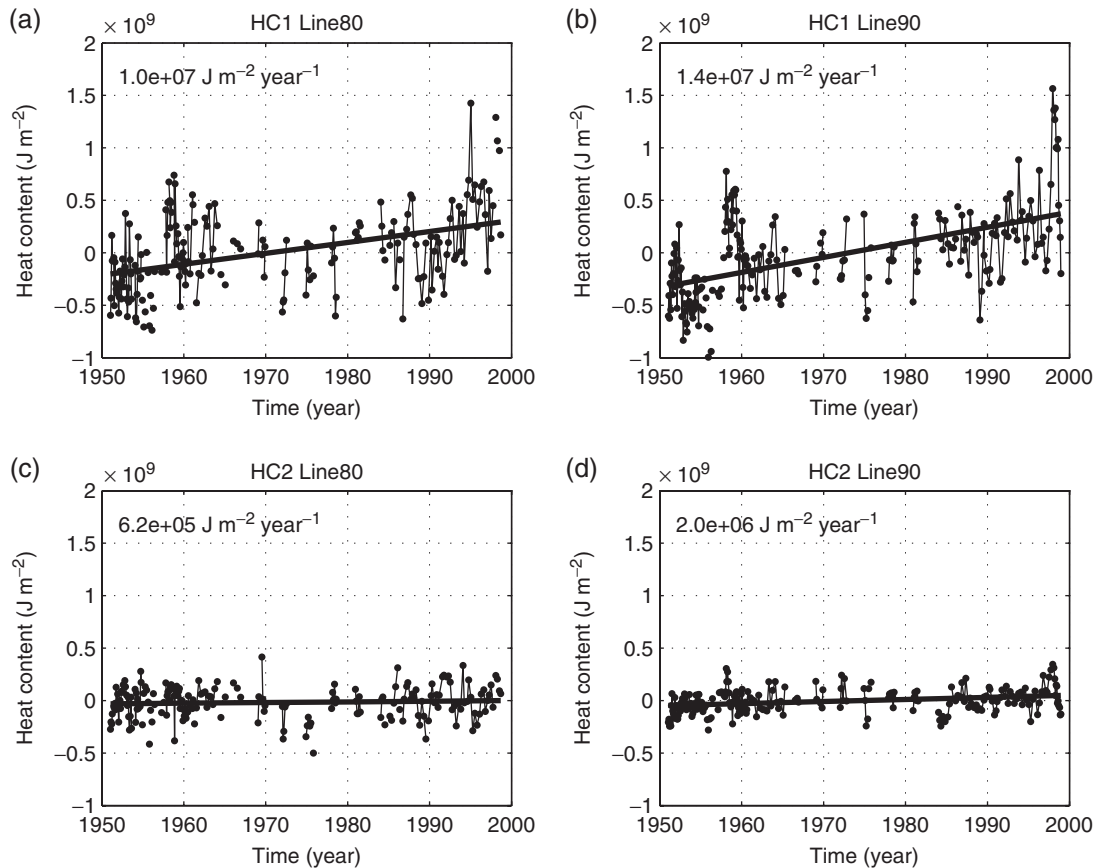 (a)
× 10⁹
HC1 Line80
2
1.5
1
0.5
0
−0.5
−1
Heat content (J m⁻²)
1.0e+07 J m⁻² year⁻¹
1950 1960 1970 1980 1990 2000
Time (year)
(b)
× 10⁹
HC1 Line90
2
1.5
1
0.5
0
−0.5
−1
Heat content (J m⁻²)
1.4e+07 J m⁻² year⁻¹
1950 1960 1970 1980 1990 2000
Time (year)
(c)
× 10⁹
HC2 Line80
2
1.5
1
0.5
0
−0.5
−1
Heat content (J m⁻²)
6.2e+05 J m⁻² year⁻¹
1950 1960 1970 1980 1990 2000
Time (year)
(d)
× 10⁹
HC2 Line90
2
1.5
1
0.5
0
−0.5
−1
Heat content (J m⁻²)
2.0e+06 J m⁻² year⁻¹
1950 1960 1970 1980 1990 2000
Time (year)